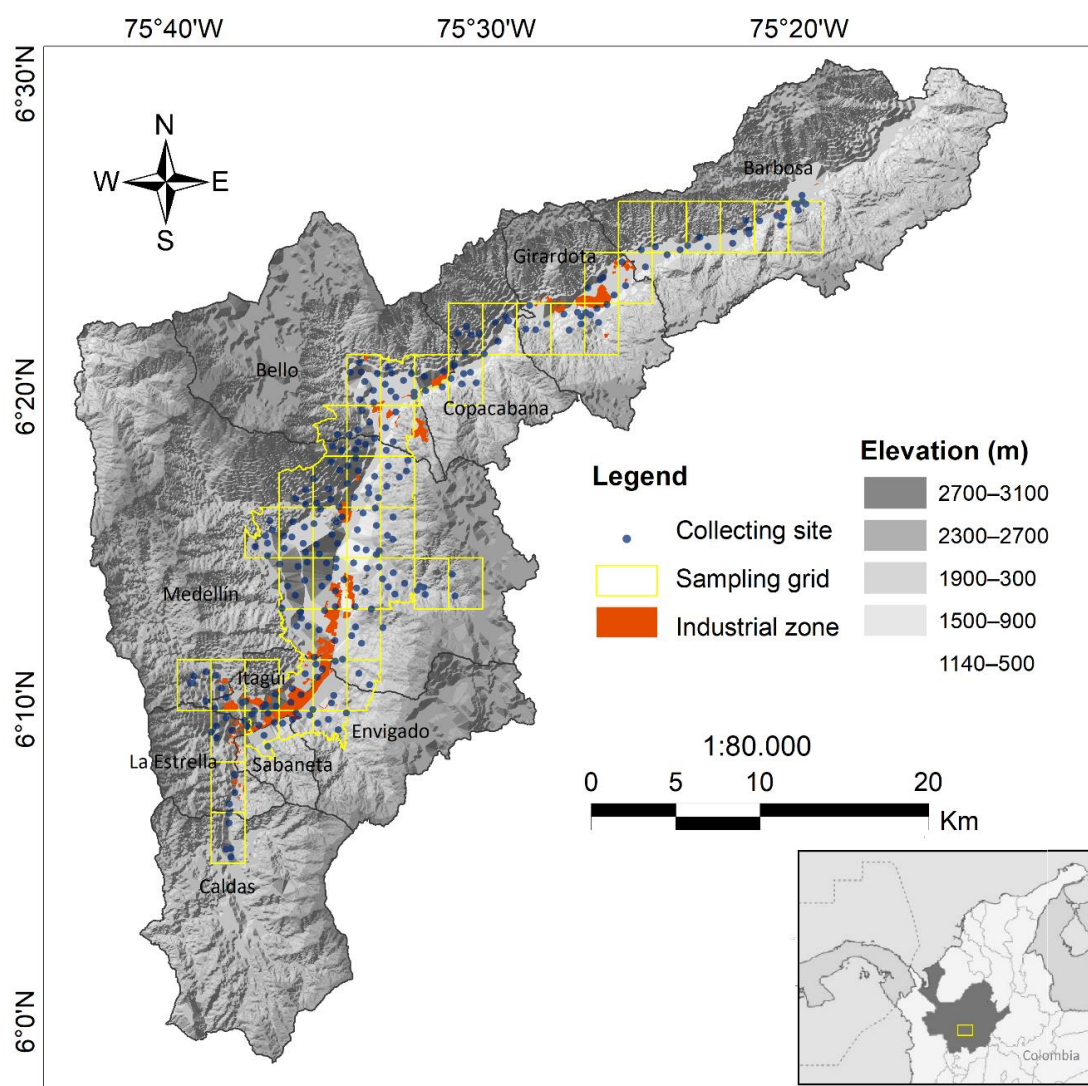 75°40'W 75°30'W 75°20'W
6°30'N
N
W E
S
Barbosa
Girardota
Bello
6°20'N
Copacabana
Legend
Collecting site
Sampling grid
Industrial zone
Elevation (m)
2700–3100
2300–2700
1900–300
1500–900
1140–500
Medellín
Itagüí
6°10'N
Envigado
La Estrella
Sabaneta
Caldas
1:80.000
0 5 10 20
Km
6°0'N
Colombia